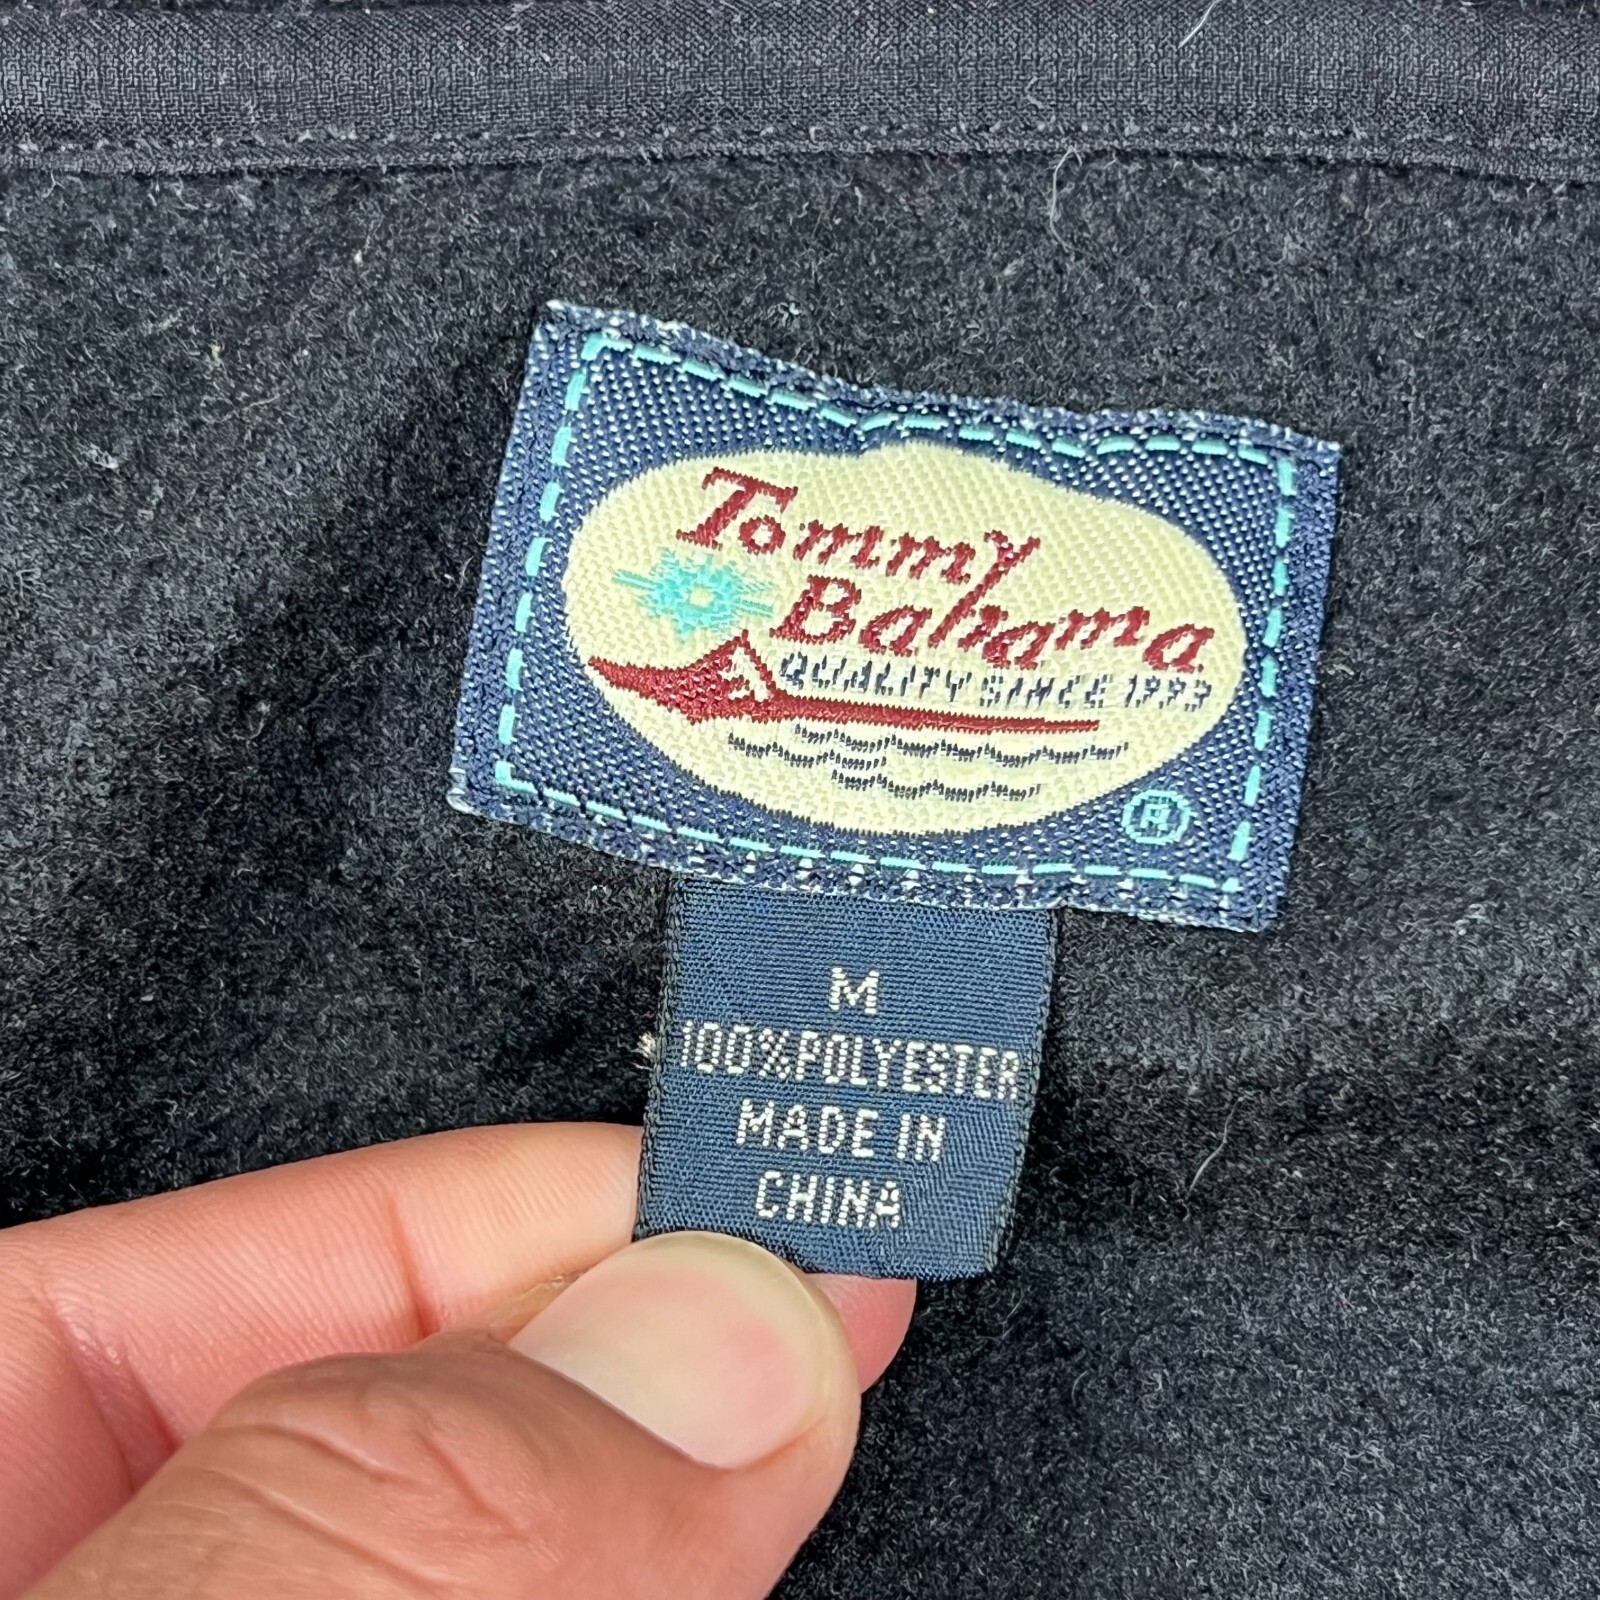 Tommy
Bahama
QUALITY SINCE 1993
®
M
100%POLYESTER
MADE IN
CHINA